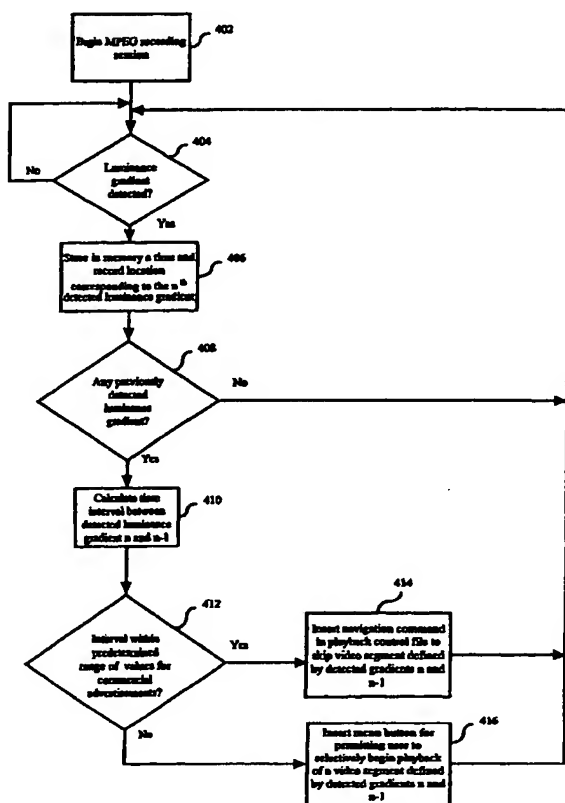 Begin MPEG recording
session
402
404
No
Luminance
gradient
detected?
Yes
Store in memory a time and
record location
corresponding to the n th
detected luminance gradient
406
408
Any previously
detected
luminance
gradient?
No
Yes
Calculate time
interval between
detected luminance
gradient n and n-1
410
412
Interval within
predetermined
range of values for
commercial
advertisements?
Yes
414
Insert navigation command
in playback control file to
skip video segment defined
by detected gradients n and
n-1
No
416
Insert menu button for
permitting user to
selectively begin playback
of a video segment defined
by detected gradients n and
n-1